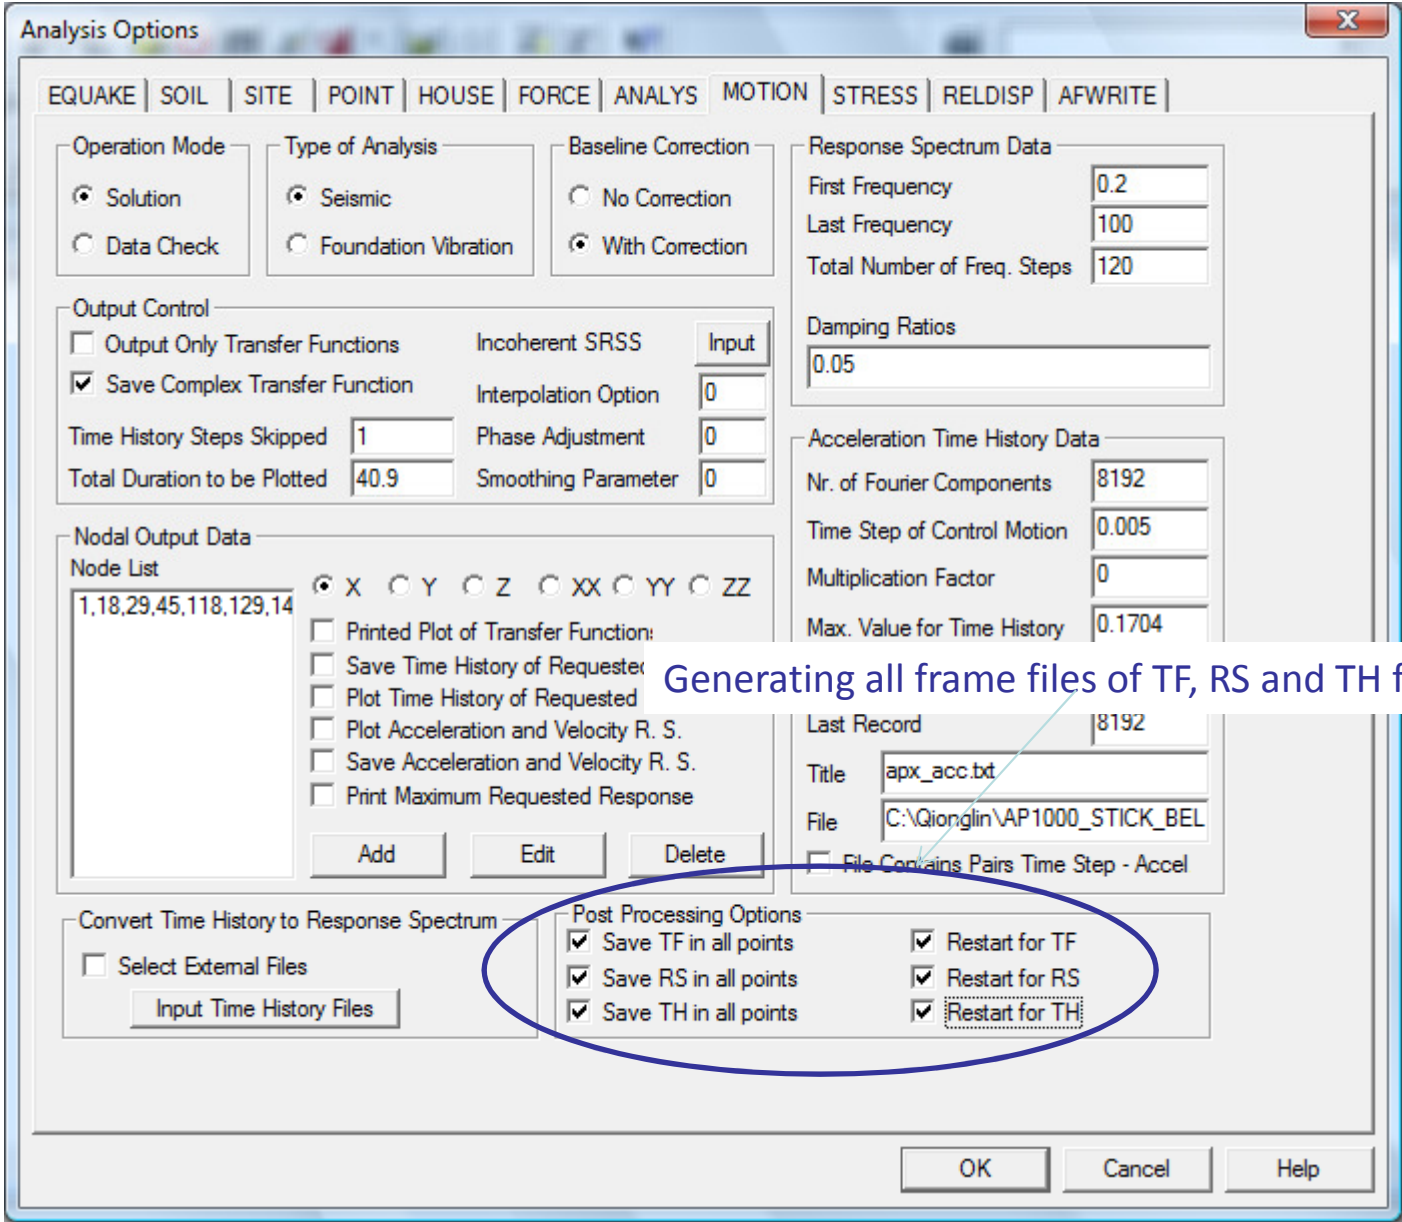 Analysis Options
EQUAKE SOIL SITE POINT HOUSE FORCE ANALYS MOTION STRESS RELDISP AFWRITE
Operation Mode
Solution
Data Check
Type of Analysis
Seismic
Foundation Vibration
Baseline Correction
No Correction
With Correction
Response Spectrum Data
First Frequency 0.2
Last Frequency 100
Total Number of Freq. Steps 120
Damping Ratios
0.05
Output Control
Output Only Transfer Functions
Save Complex Transfer Function
Time History Steps Skipped 1
Total Duration to be Plotted 40.9
Incoherent SRSS Input
Interpolation Option 0
Phase Adjustment 0
Smoothing Parameter 0
Acceleration Time History Data
Nr. of Fourier Components 8192
Time Step of Control Motion 0.005
Multiplication Factor 0
Max. Value for Time History 0.1704
Generating all frame files of TF, RS and TH f
Last Record 8192
Title apx_acc.txt
File C:\Qionglin\AP1000_STICK_BEL
File Contains Pairs Time Step - Accel
Nodal Output Data
Node List
1,18,29,45,118,129,14
X Y Z XX YY ZZ
Printed Plot of Transfer Function
Save Time History of Requested
Plot Time History of Requested
Plot Acceleration and Velocity R. S.
Save Acceleration and Velocity R. S.
Print Maximum Requested Response
Add Edit Delete
Convert Time History to Response Spectrum
Select External Files
Input Time History Files
Post Processing Options
Save TF in all points Restart for TF
Save RS in all points Restart for RS
Save TH in all points Restart for TH
OK Cancel Help